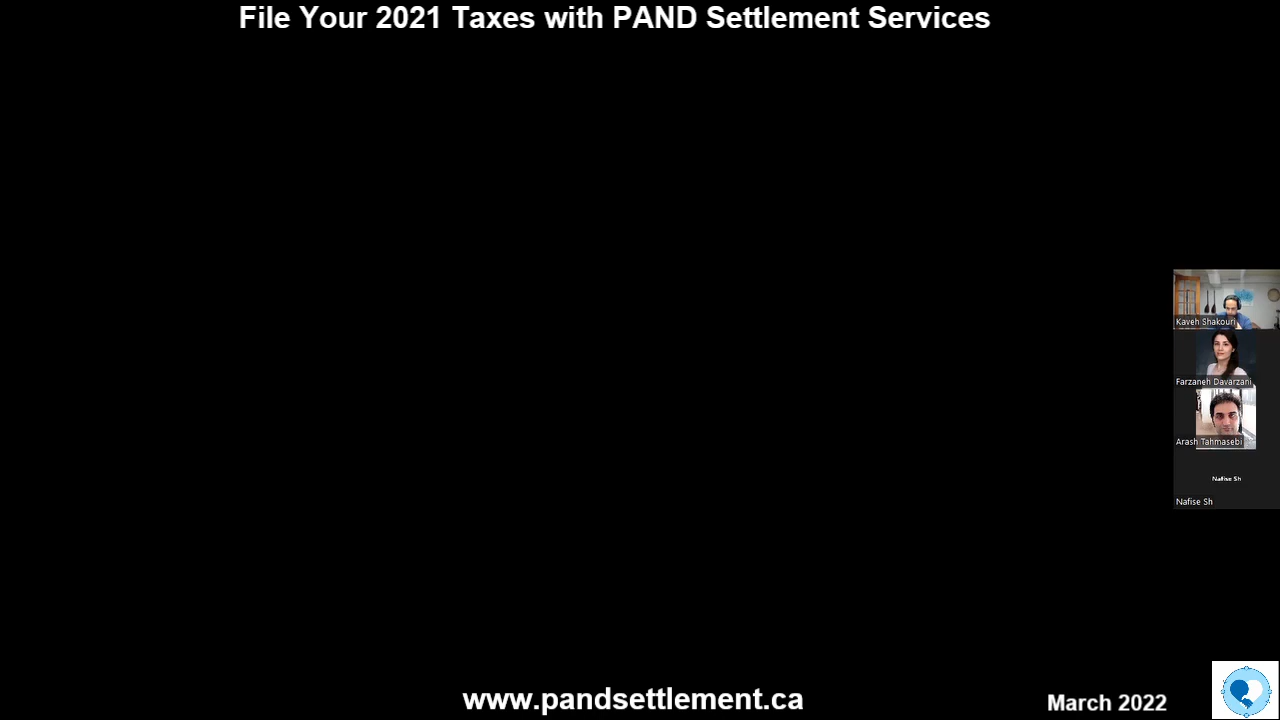 File Your 2021 Taxes with PAND Settlement Services
Kaveh Shakouri
Farzaneh Davarzani
Arash Tahmasebi
Nafise Sh
Nafise Sh
www.pandsettlement.ca
March 2022